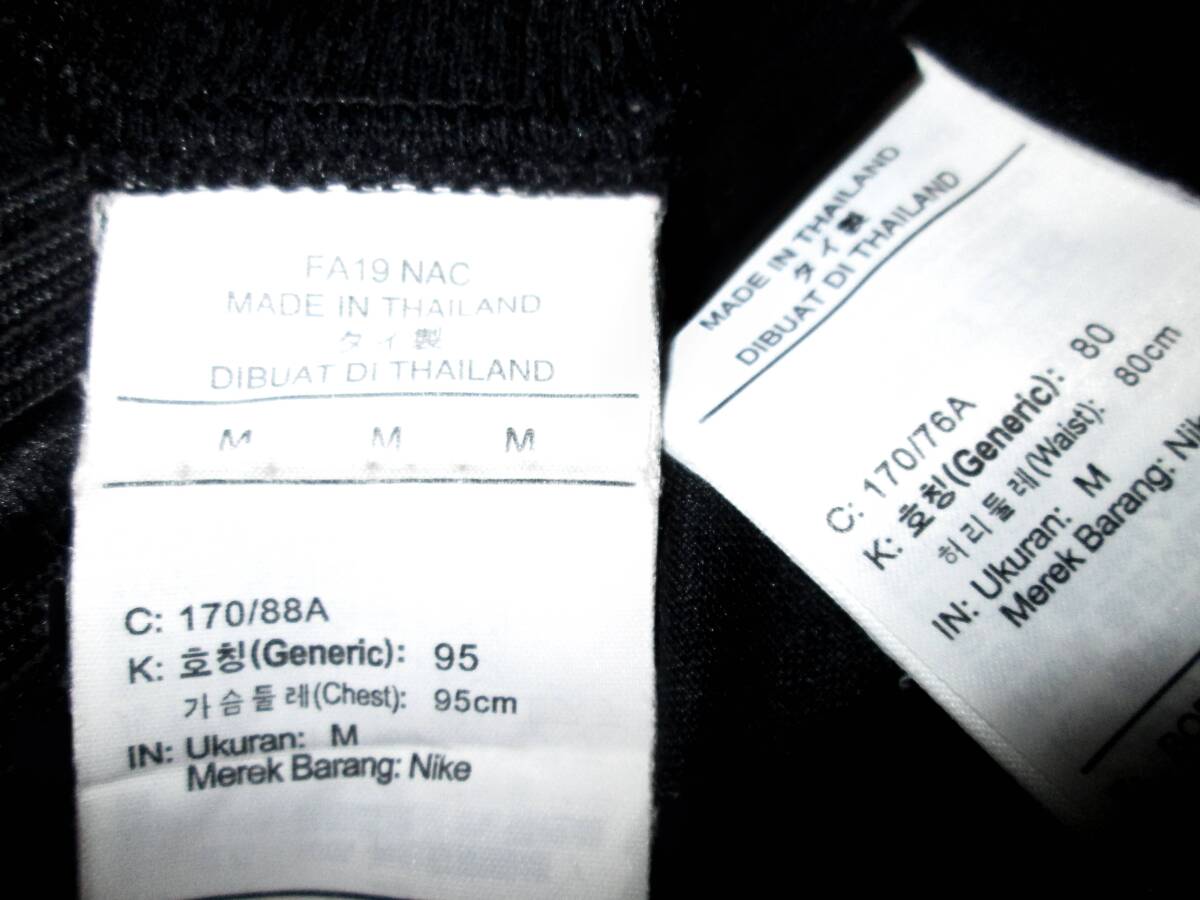 FA19 NAC
MADE IN THAILAND
タイ製
DIBUAT DI THAILAND
M M M
C: 170/88A
K: 호칭(Generic): 95
가슴둘레(Chest): 95cm
IN: Ukuran: M
Merek Barang: Nike
MADE IN THAILAND
タイ製
DIBUAT DI THAILAND
C: 170/76A
K: 호칭(Generic): 80
허리둘레(Waist): 80cm
IN: Ukuran: M
Merek Barang: